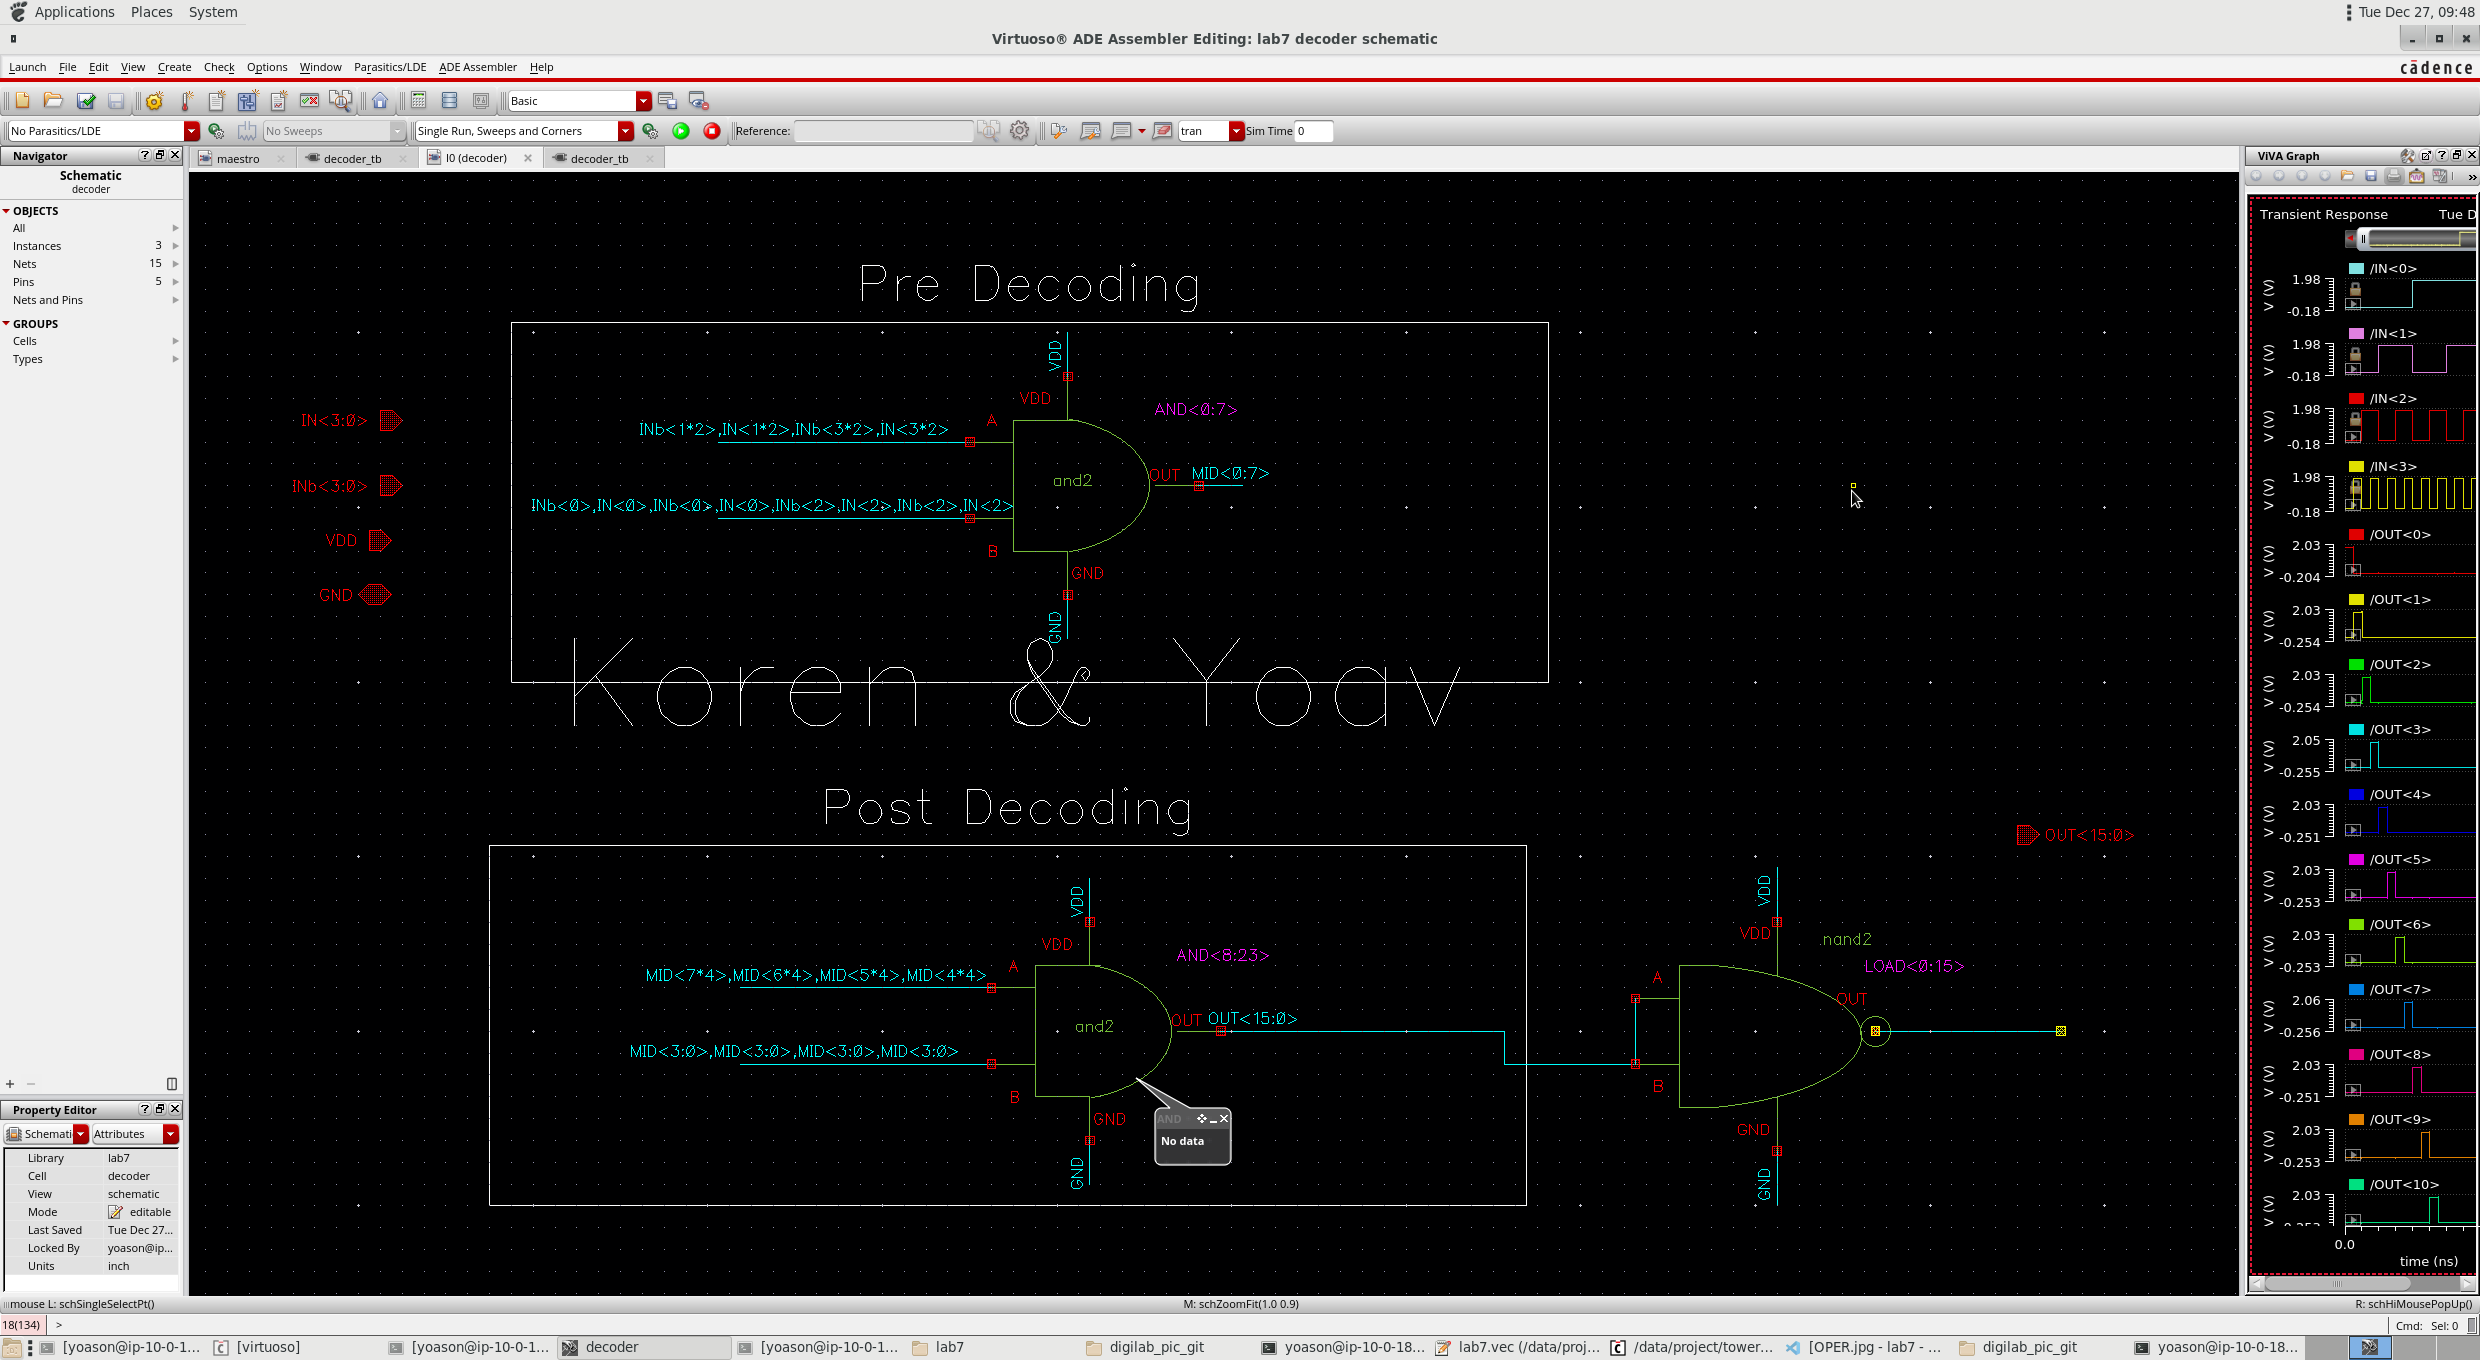 Applications Places System Tue Dec 27, 09:48
Virtuoso® ADE Assembler Editing: lab7 decoder schematic
Launch File Edit View Create Check Options Window Parasitics/LDE ADE Assembler Help cādence
Basic
No Parasitics/LDE No Sweeps Single Run, Sweeps and Corners Reference: tran Sim Time 0
Navigator ? maestro decoder_tb I0 (decoder) decoder_tb ViVA Graph ?
Schematic
decoder
OBJECTS
All
Instances 3
Nets 15
Pins 5
Nets and Pins
GROUPS
Cells
Types
Property Editor ?
Schemati Attributes
Library lab7
Cell decoder
View schematic
Mode editable
Last Saved Tue Dec 27...
Locked By yoason@ip...
Units inch
Pre Decoding
IN<3:0>
INb<3:0>
VDD
GND
VDD
VDD
AND<0:7>
A
INb<1*2>,IN<1*2>,INb<3*2>,IN<3*2>
and2
OUT MID<0:7>
INb<0>,IN<0>,INb<0>,IN<0>,INb<2>,IN<2>,INb<2>,IN<2>
B
GND
GND
Koren & Yoav
Post Decoding
OUT<15:0>
VDD
VDD
AND<8:23>
A
MID<7*4>,MID<6*4>,MID<5*4>,MID<4*4>
and2
OUT OUT<15:0>
MID<3:0>,MID<3:0>,MID<3:0>,MID<3:0>
B
GND
GND
AND
No data
VDD
VDD
nand2
LOAD<0:15>
A
OUT
B
GND
GND
Transient Response Tue D
/IN<0>
1.98
V (V)
-0.18
/IN<1>
1.98
V (V)
-0.18
/IN<2>
1.98
V (V)
-0.18
/IN<3>
1.98
V (V)
-0.18
/OUT<0>
2.03
V (V)
-0.204
/OUT<1>
2.03
V (V)
-0.254
/OUT<2>
2.03
V (V)
-0.254
/OUT<3>
2.05
V (V)
-0.255
/OUT<4>
2.03
V (V)
-0.251
/OUT<5>
2.03
V (V)
-0.253
/OUT<6>
2.03
V (V)
-0.253
/OUT<7>
2.06
V (V)
-0.256
/OUT<8>
2.03
V (V)
-0.251
/OUT<9>
2.03
V (V)
-0.253
/OUT<10>
2.03
V (V)
0.0
time (ns)
mouse L: schSingleSelectPt() M: schZoomFit(1.0 0.9) R: schHiMousePopUp()
18(134) > Cmd: Sel: 0
[yoason@ip-10-0-1... [virtuoso] [yoason@ip-10-0-1... decoder [yoason@ip-10-0-1... lab7 digilab_pic_git yoason@ip-10-0-18... lab7.vec (/data/proj... /data/project/tower... [OPER.jpg - lab7 - ... digilab_pic_git yoason@ip-10-0-18...